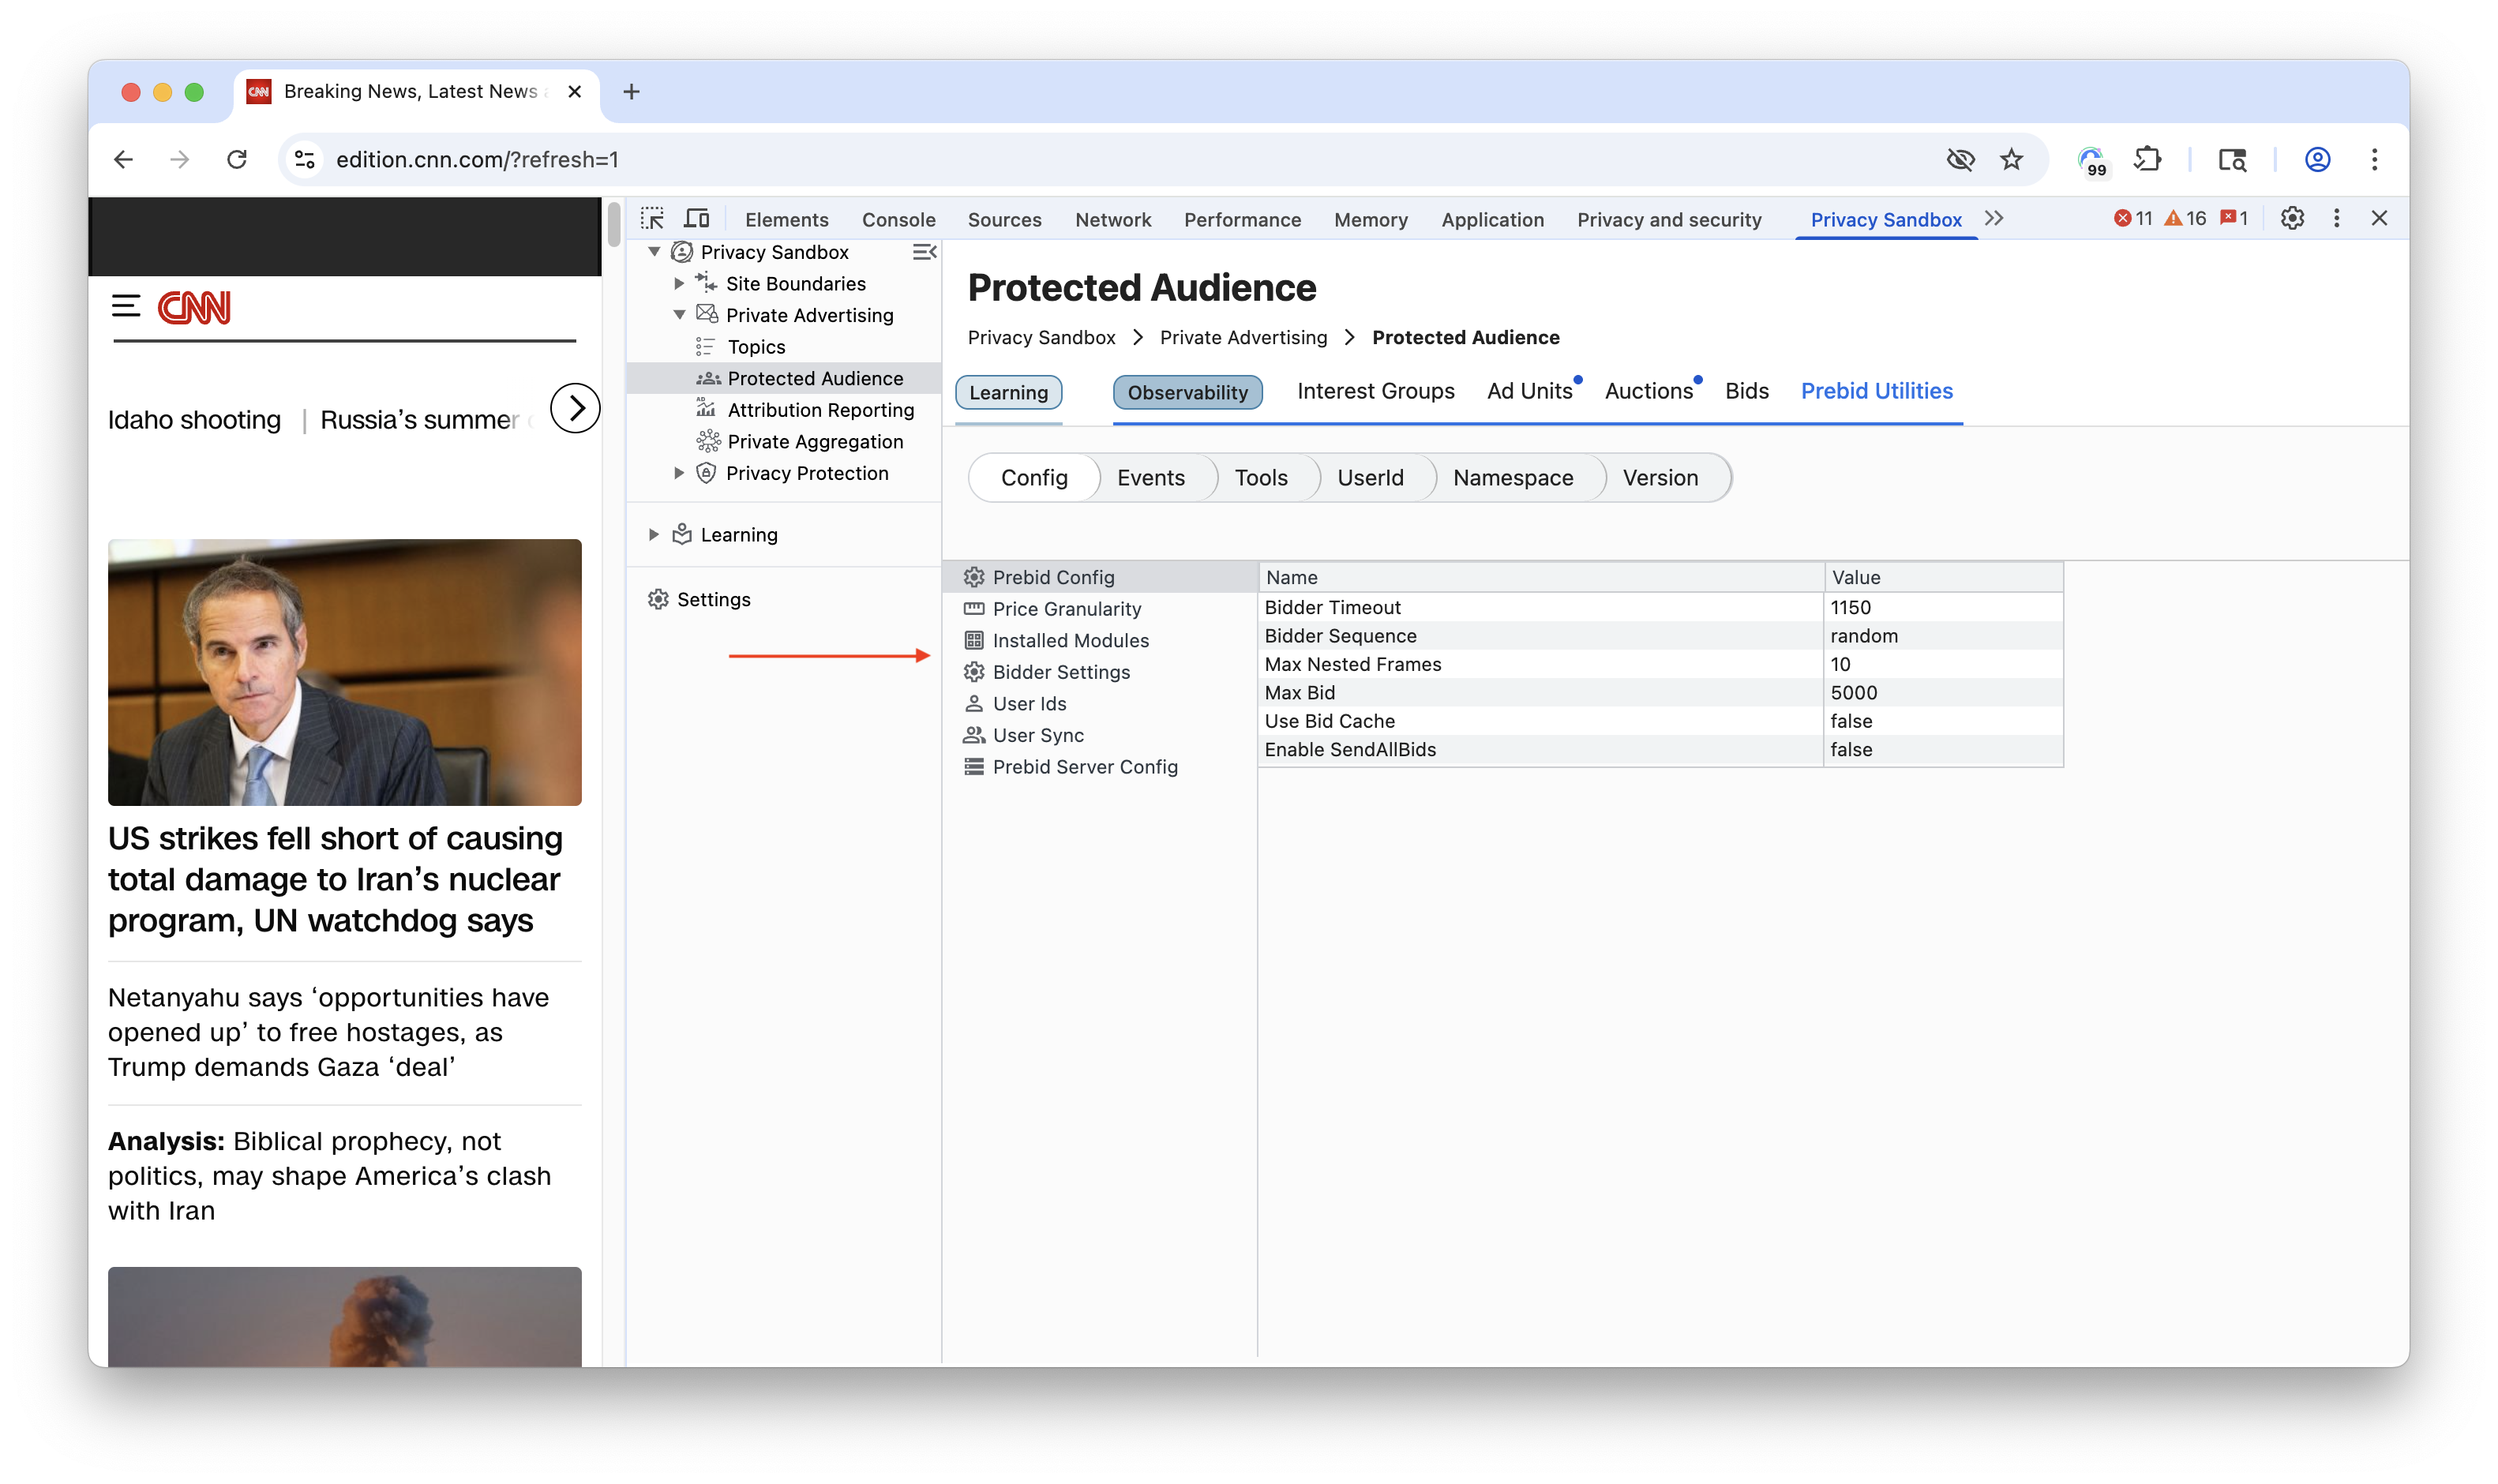 CNN Breaking News, Latest News
edition.cnn.com/?refresh=1
99
CNN
Idaho shooting | Russia’s summer
US strikes fell short of causing
total damage to Iran’s nuclear
program, UN watchdog says
Netanyahu says ‘opportunities have
opened up’ to free hostages, as
Trump demands Gaza ‘deal’
Analysis: Biblical prophecy, not
politics, may shape America’s clash
with Iran
Elements Console Sources Network Performance Memory Application Privacy and security Privacy Sandbox 11 16 1
Privacy Sandbox
Site Boundaries
Private Advertising
Topics
Protected Audience
Attribution Reporting
Private Aggregation
Privacy Protection
Learning
Settings
Protected Audience
Privacy Sandbox > Private Advertising > Protected Audience
Learning Observability Interest Groups Ad Units Auctions Bids Prebid Utilities
Config Events Tools UserId Namespace Version
Prebid Config
Price Granularity
Installed Modules
Bidder Settings
User Ids
User Sync
Prebid Server Config
Name Value
Bidder Timeout 1150
Bidder Sequence random
Max Nested Frames 10
Max Bid 5000
Use Bid Cache false
Enable SendAllBids false